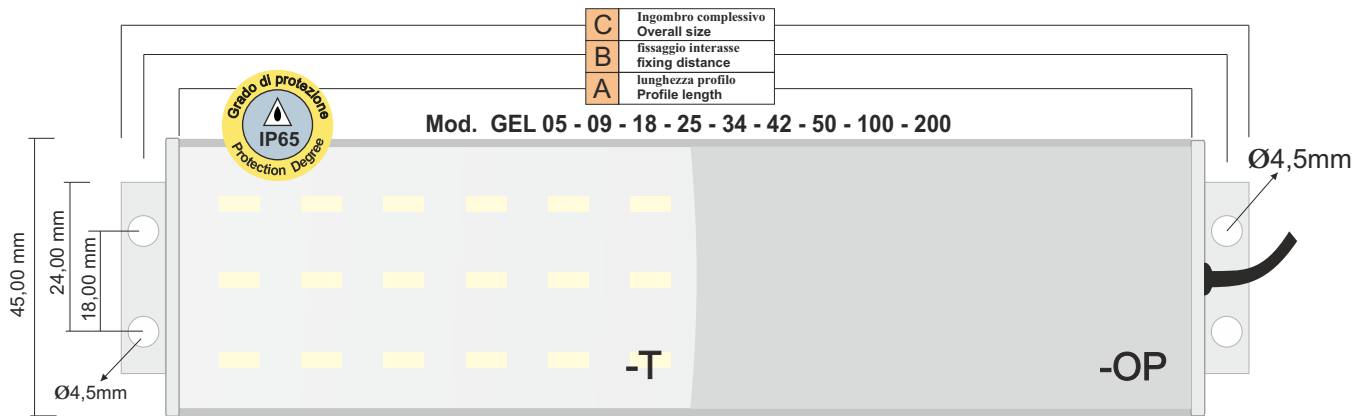 C Ingombro complessivo
Overall size
B fissaggio interasse
fixing distance
A lunghezza profilo
Profile length
Grado di protezione
IP65
Protection Degree
Mod. GEL 05 - 09 - 18 - 25 - 34 - 42 - 50 - 100 - 200
Ø4,5mm
45,00 mm
24,00 mm
18,00 mm
-T
-OP
Ø4,5mm